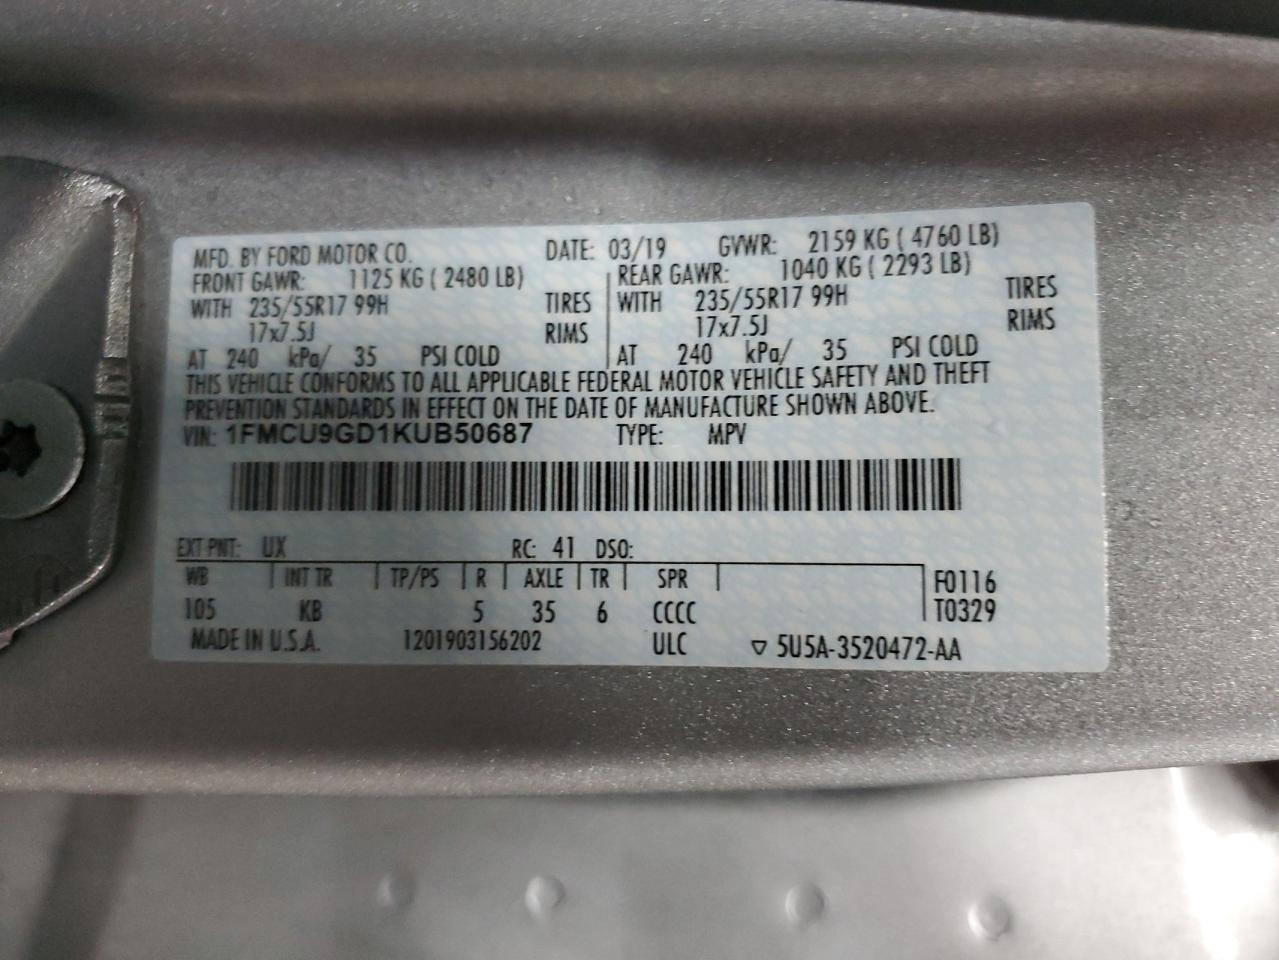 MFD. BY FORD MOTOR CO. DATE: 03/19 GVWR: 2159 KG ( 4760 LB)
FRONT GAWR: 1125 KG ( 2480 LB) REAR GAWR: 1040 KG ( 2293 LB)
WITH 235/55R17 99H TIRES WITH 235/55R17 99H TIRES
17x7.5J RIMS 17x7.5J RIMS
AT 240 kPa/ 35 PSI COLD AT 240 kPa/ 35 PSI COLD
THIS VEHICLE CONFORMS TO ALL APPLICABLE FEDERAL MOTOR VEHICLE SAFETY AND THEFT
PREVENTION STANDARDS IN EFFECT ON THE DATE OF MANUFACTURE SHOWN ABOVE.
VIN: 1FMCU9GD1KUB50687 TYPE: MPV
EXT PNT: UX RC: 41 DSO:
WB INT TR TP/PS R AXLE TR SPR F0116
105 KB 5 35 6 CCCC T0329
MADE IN U.S.A. 1201903156202 ULC ▽ 5U5A-3520472-AA